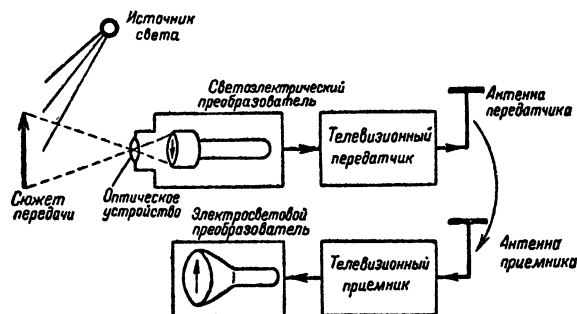 Источник
света
Светоэлектрический
преобразователь
Антенна
передатчика
Телевизионный
передатчик
Сюжет
передачи
Оптическое
устройство
Электросветовой
преобразователь
Телевизионный
приемник
Антенна
приемника